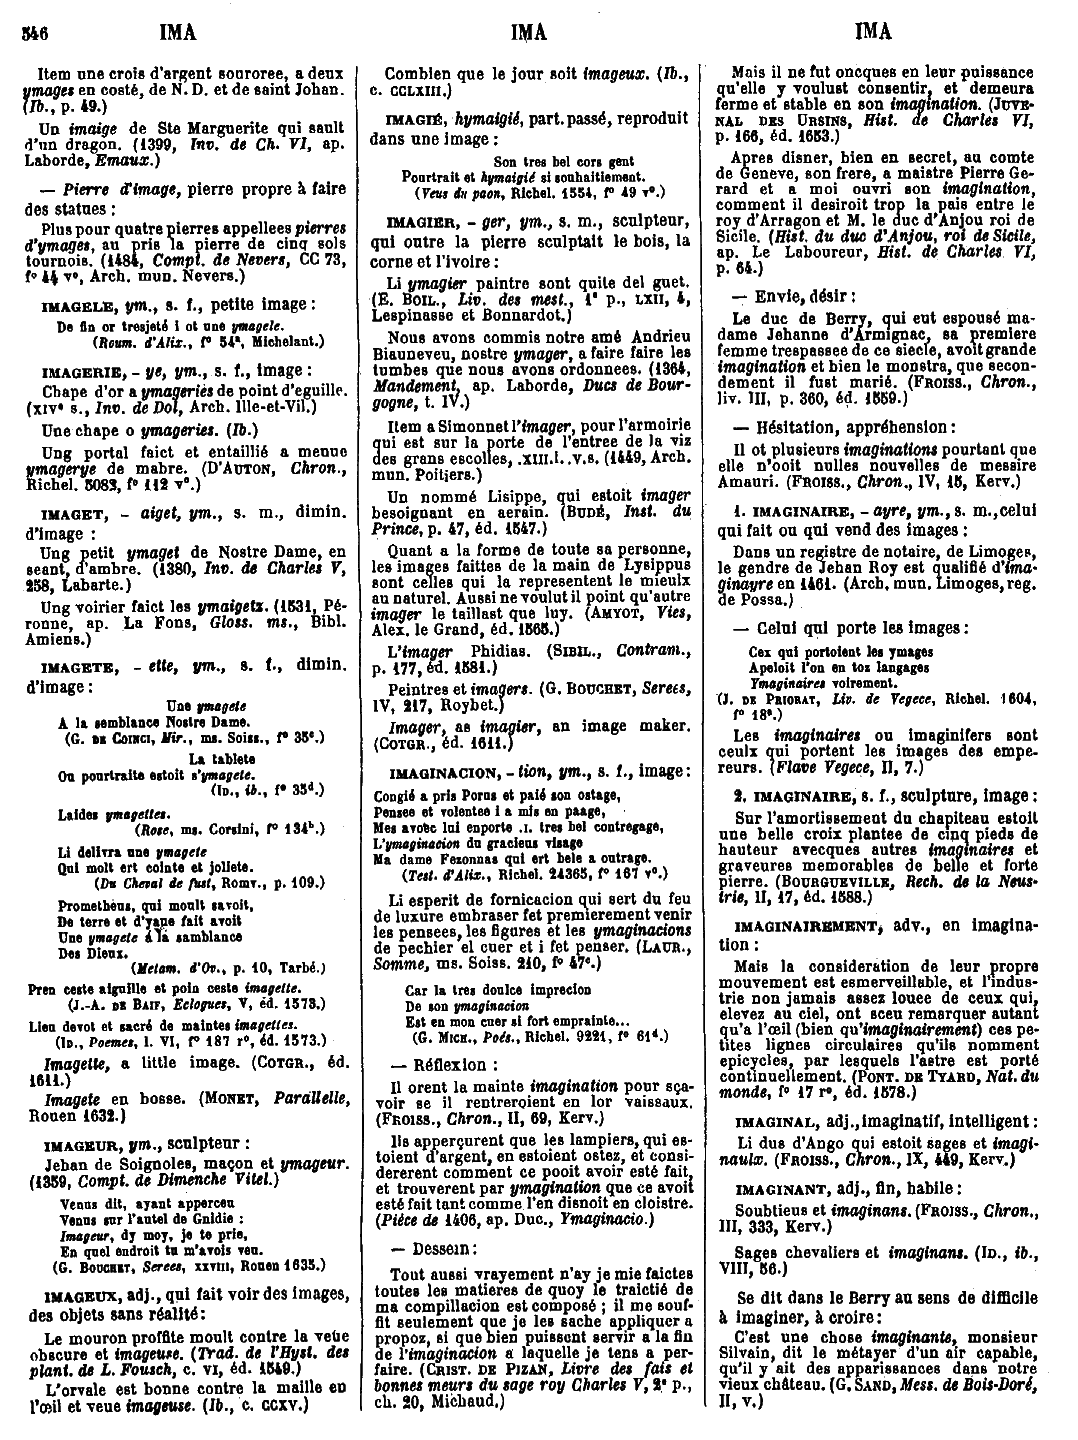 546 IMA IMA IMA
Item une crois d'argent souroree, a deux
ymages en costé, de N. D. et de saint Johan.
(Ib., p. 49.)
Un imaige de Ste Marguerite qui sault
d'un dragon. (1399, Inv. de Ch. VI, ap.
Laborde, Emaux.)
— Pierre d'image, pierre propre à faire
des statues :
Plus pour quatre pierres appellees pierres
d'ymages, au pris la pierre de cinq sols
tournois. (1484, Compt. de Nevers, CC 73,
f° 44 v°, Arch. mun. Nevers.)
IMAGELE, ym., s. f., petite image :
De fin or tresjeté i ot une ymagele.
(Roum. d'Alix., f° 54ª, Michelant.)
IMAGERIE, - ye, ym., s. f., image :
Chape d'or a ymageries de point d'eguille.
(XIVᵉ s., Inv. de Dol, Arch. Ille-et-Vil.)
Une chape o ymageries. (Ib.)
Ung portal faict et entaillié a menue
ymagerye de mabre. (D'AUTON, Chron.,
Richel. 5083, f° 112 v°.)
IMAGET, - aiget, ym., s. m., dimin.
d'image :
Ung petit ymaget de Nostre Dame, en
seant, d'ambre. (1380, Inv. de Charles V,
258, Labarte.)
Ung voirier faict les ymaigetz. (1531, Pé-
ronne, ap. La Fons, Gloss. ms., Bibl.
Amiens.)
IMAGETE, - ette, ym., s. f., dimin.
d'image :
Une ymagete
A la semblance Nostre Dame.
(G. DE COINCI, Mir., ms. Soiss., f° 35ᵉ.)
La tablete
Ou pourtraite estoit s'ymagete.
(ID., ib., f° 35ᵈ.)
Laides ymagettes.
(Rose, ms. Corsini, f° 134ᵇ.)
Li delivra une ymagete
Qui molt ert cointe et joliete.
(Du Cheval de fust, Romv., p. 109.)
Prometheüs, qui moult savoit,
De terre et d'yaue fait avoit
Une ymagete a la samblance
Des Dieux.
(Metam. d'Ov., p. 10, Tarbé.)
Pren ceste aiguille et poin ceste imagette.
(J.-A. DE BAIF, Eclogues, V, éd. 1573.)
Lieu devot et sacré de maintes imagettes.
(ID., Poemes, l. VI, f° 187 r°, éd. 1573.)
Imagette, a little image. (COTGR., éd.
1611.)
Imagete en bosse. (MONET, Parallelle,
Rouen 1632.)
IMAGEUR, ym., sculpteur :
Jehan de Soignoles, maçon et ymageur.
(1359, Compt. de Dimenche Vitel.)
Venus dit, ayant apperceu
Venus sur l'autel de Gnidie :
Imageur, dy moy, je te prie,
En quel endroit tu m'avois veu.
(G. BOUCHET, Serees, XXVIII, Rouen 1635.)
IMAGEUX, adj., qui fait voir des images,
des objets sans réalité :
Le mouron proffite moult contre la veüe
obscure et imageuse. (Trad. de l'Hyst. des
plant. de L. Fousch, c. VI, éd. 1549.)
L'orvale est bonne contre la maille en
l'œil et veue imageuse. (Ib., c. CCXV.)
Combien que le jour soit imageux. (Ib.,
c. CCLXIII.)
IMAGIÉ, hymaigié, part. passé, reproduit
dans une image :
Son tres bel cors gent
Pourtrait et hymaigié si souhaitiement.
(Veus du paon, Richel. 1554, f° 49 v°.)
IMAGIER, - ger, ym., s. m., sculpteur,
qui outre la pierre sculptait le bois, la
corne et l'ivoire :
Li ymagier paintre sont quite del guet.
(E. BOIL., Liv. des mest., 1ª p., LXII, 4,
Lespinasse et Bonnardot.)
Nous avons commis notre amé Andrieu
Biauneveu, nostre ymager, a faire faire les
tumbes que nous avons ordonnees. (1364,
Mandement, ap. Laborde, Ducs de Bour-
gogne, t. IV.)
Item a Simonnet l'imager, pour l'armoirie
qui est sur la porte de l'entree de la viz
des grans escolles, .XIII.l..V.s. (1449, Arch.
mun. Poitiers.)
Un nommé Lisippe, qui estoit imager
besoignant en aerain. (BUDÉ, Inst. du
Prince, p. 47, éd. 1547.)
Quant a la forme de toute sa personne,
les images faittes de la main de Lysippus
sont celles qui la representent le mieulx
au naturel. Aussi ne voulut il point qu'autre
imager le taillast que luy. (AMYOT, Vies,
Alex. le Grand, éd. 1565.)
L'imager Phidias. (SIBIL., Contram.,
p. 177, éd. 1581.)
Peintres et imagers. (G. BOUCHET, Serees,
IV, 217, Roybet.)
Imager, as imagier, an image maker.
(COTGR., éd. 1611.)
IMAGINACION, - tion, ym., s. f., image :
Congié a pris Porus et paié son ostage,
Pensee et volentee i a mis en paage,
Mes avoec lui enporte .I. tres bel contregage,
L'ymaginacion du gracieus visage
Ma dame Fezonnas qui ert bele a outrage.
(Test. d'Alix., Richel. 24365, f° 167 v°.)
Li esperit de fornicacion qui sert du feu
de luxure embraser fet premierement venir
les pensees, les figures et les ymaginacions
de pechier el cuer et i fet penser. (LAUR.,
Somme, ms. Soiss. 210, f° 47ᵉ.)
Car la tres doulce imprecion
De son ymaginacion
Est en mon cuer si fort emprainte...
(G. MICH., Poés., Richel. 9221, f° 61ᵈ.)
— Réflexion :
Il orent la mainte imagination pour sça-
voir se il rentreroient en lor vaissaux.
(FROISS., Chron., II, 69, Kerv.)
Ils apperçurent que les lampiers, qui es-
toient d'argent, en estoient ostez, et consi-
dererent comment ce pooit avoir esté fait,
et trouverent par ymagination que ce avoit
esté fait tant comme l'en disnoit en cloistre.
(Piéce de 1406, ap. Duc., Ymaginacio.)
— Dessein :
Tout aussi vrayement n'ay je mie faictes
toutes les matieres de quoy le traictié de
ma compillacion est composé ; il me souf-
fit seulement que je les sache appliquer a
propoz, si que bien puissent servir a la fin
de l'imaginacion a laquelle je tens a per-
faire. (CRIST. DE PIZAN, Livre des fais et
bonnes meurs du sage roy Charles V, 2ᵉ p.,
ch. 20, Michaud.)
Mais il ne fut oncques en leur puissance
qu'elle y voulust consentir, et demeura
ferme et stable en son imagination. (JUVE-
NAL DES URSINS, Hist. de Charles VI,
p. 166, éd. 1653.)
Apres disner, bien en secret, au comte
de Geneve, son frere, a maistre Pierre Ge-
rard et a moi ouvri son imagination,
comment il desiroit trop la pais entre le
roy d'Arragon et M. le duc d'Anjou roi de
Sicile. (Hist. du duc d'Anjou, roi de Sicile,
ap. Le Laboureur, Hist. de Charles VI,
p. 64.)
— Envie, désir :
Le duc de Berry, qui eut espousé ma-
dame Jehanne d'Armignac, sa premiere
femme trespassee de ce siecle, avoit grande
imagination et bien le monstra, que secon-
dement il fust marié. (FROISS., Chron.,
liv. III, p. 360, éd. 1559.)
— Hésitation, appréhension :
Il ot plusieurs imaginations pourtant que
elle n'ooit nulles nouvelles de messire
Amauri. (FROISS., Chron., IV, 15, Kerv.)
1. IMAGINAIRE, - ayre, ym., s. m., celui
qui fait ou qui vend des images :
Dans un registre de notaire, de Limoges,
le gendre de Jehan Roy est qualifié d'ima-
ginayre en 1461. (Arch. mun. Limoges, reg.
de Possa.)
— Celui qui porte les images :
Cex qui portoient les ymages
Apeloit l'on en toz langages
Ymaginaires voirement.
(J. DE PRIORAT, Liv. de Vegece, Richel. 1604,
f° 18ᵉ.)
Les imaginaires ou imaginifers sont
ceulx qui portent les images des empe-
reurs. (Flave Vegece, II, 7.)
2. IMAGINAIRE, s. f., sculpture, image :
Sur l'amortissement du chapiteau estoit
une belle croix plantee de cinq pieds de
hauteur avecques autres imaginaires et
graveures memorables de belle et forte
pierre. (BOURGUEVILLE, Rech. de la Neus-
trie, II, 17, éd. 1588.)
IMAGINAIREMENT, adv., en imagina-
tion :
Mais la consideration de leur propre
mouvement est esmerveillable, et l'indus-
trie non jamais assez louee de ceux qui,
elevez au ciel, ont sceu remarquer autant
qu'a l'œil (bien qu'imaginairement) ces pe-
tites lignes circulaires qu'ils nomment
epicycles, par lesquels l'astre est porté
continuellement. (PONT. DE TYARD, Nat. du
monde, f° 17 r°, éd. 1578.)
IMAGINAL, adj., imaginatif, intelligent :
Li dus d'Ango qui estoit sages et imagi-
naulx. (FROISS., Chron., IX, 449, Kerv.)
IMAGINANT, adj., fin, habile :
Soubtieus et imaginans. (FROISS., Chron.,
III, 333, Kerv.)
Sages chevaliers et imaginans. (ID., ib.,
VIII, 56.)
Se dit dans le Berry au sens de difficile
à imaginer, à croire :
C'est une chose imaginante, monsieur
Silvain, dit le métayer d'un air capable,
qu'il y ait des apparissances dans notre
vieux château. (G. SAND, Mess. de Bois-Doré,
II, v.)